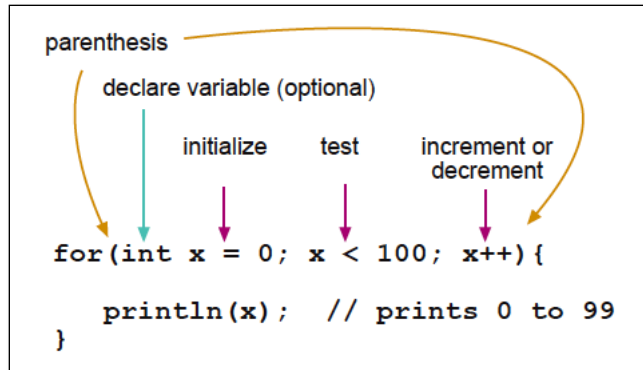 parenthesis
declare variable (optional)
initialize test increment or
decrement
for(int x = 0; x < 100; x++){
println(x); // prints 0 to 99
}